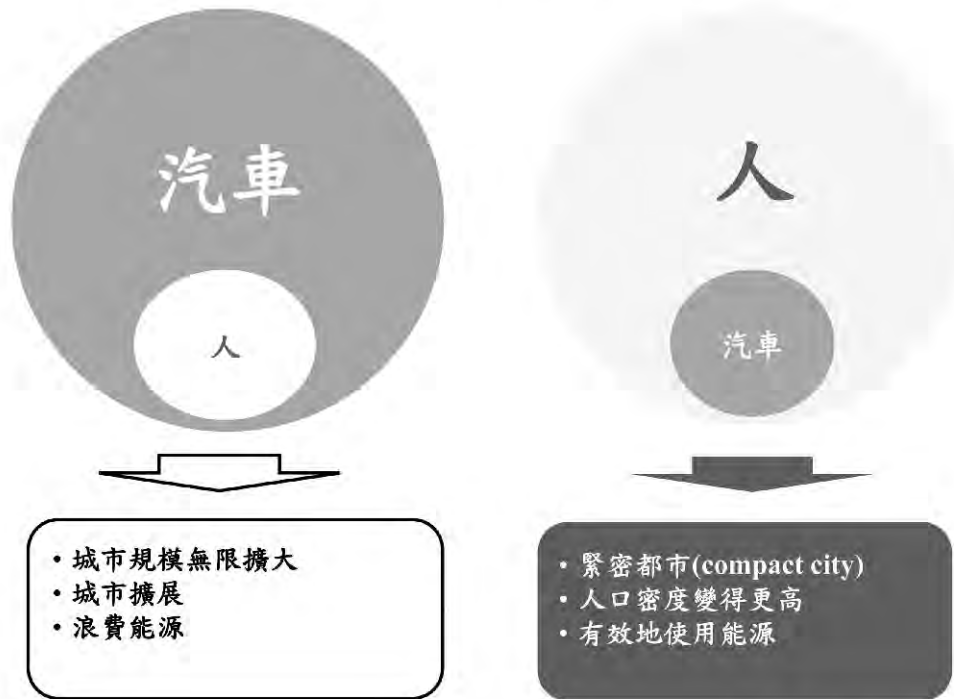 汽車
人
• 城市規模無限擴大
• 城市擴展
• 浪費能源
人
汽車
• 緊密都市(compact city)
• 人口密度變得更高
• 有效地使用能源